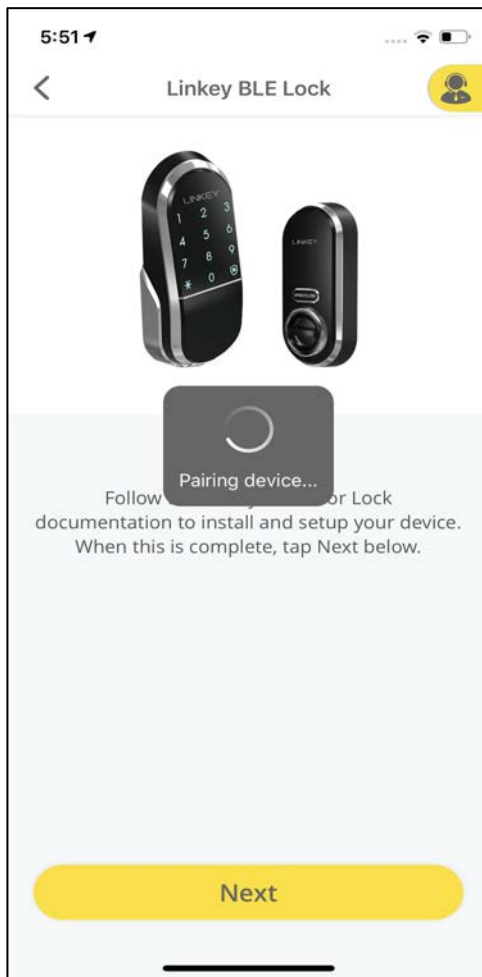 5:51
Linkey BLE Lock
LINKEY
1 2 3
4 5 6
7 8 9
* 0
LINKEY
Pairing device...
Follow or Lock
documentation to install and setup your device.
When this is complete, tap Next below.
Next